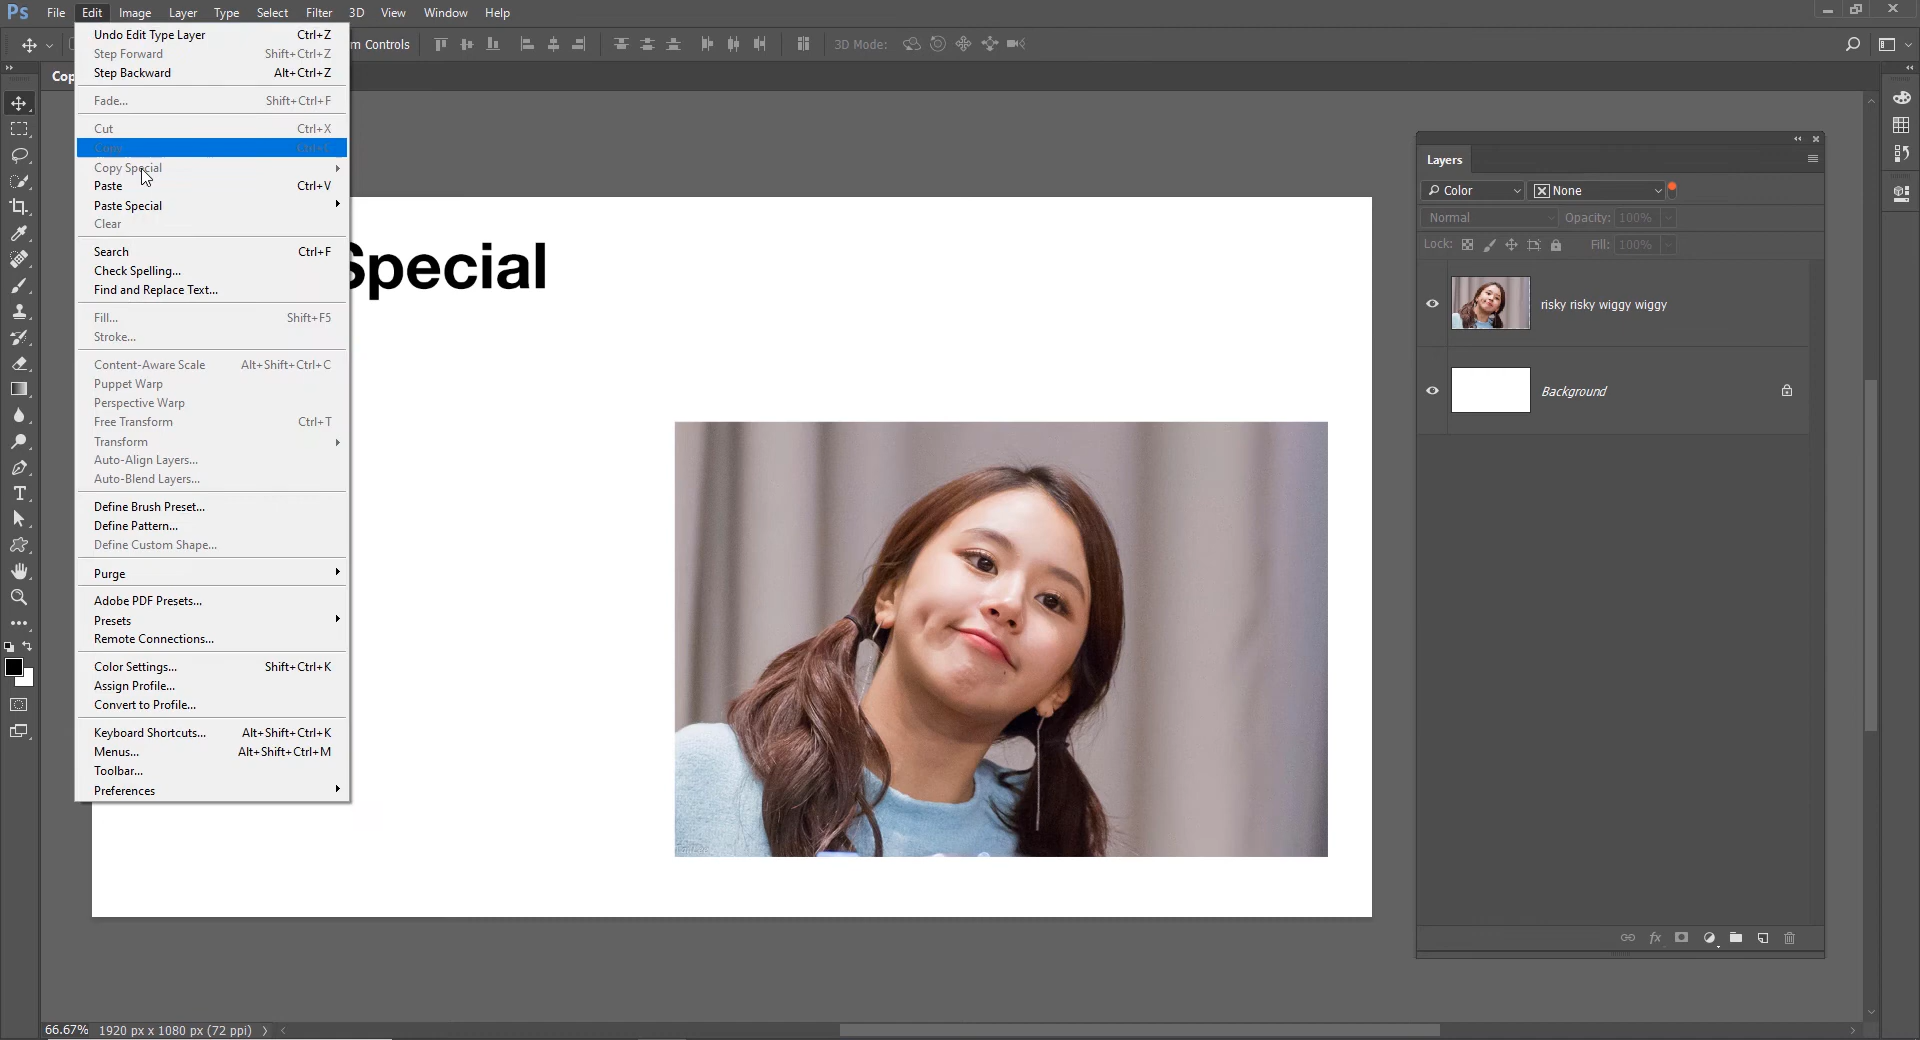 Ps File Edit Image Layer Type Select Filter 3D View Window Help
m Controls 3D Mode:
Cop
Undo Edit Type Layer Ctrl+Z
Step Forward Shift+Ctrl+Z
Step Backward Alt+Ctrl+Z
Fade... Shift+Ctrl+F
Cut Ctrl+X
Copy Ctrl+C
Copy Special
Paste Ctrl+V
Paste Special
Clear
Search Ctrl+F
Check Spelling...
Find and Replace Text...
Fill... Shift+F5
Stroke...
Content-Aware Scale Alt+Shift+Ctrl+C
Puppet Warp
Perspective Warp
Free Transform Ctrl+T
Transform
Auto-Align Layers...
Auto-Blend Layers...
Define Brush Preset...
Define Pattern...
Define Custom Shape...
Purge
Adobe PDF Presets...
Presets
Remote Connections...
Color Settings... Shift+Ctrl+K
Assign Profile...
Convert to Profile...
Keyboard Shortcuts... Alt+Shift+Ctrl+K
Menus... Alt+Shift+Ctrl+M
Toolbar...
Preferences
Special
Layers
Color None
Normal Opacity: 100%
Lock: Fill: 100%
risky risky wiggy wiggy
Background
fx
66.67% 1920 px x 1080 px (72 ppi)